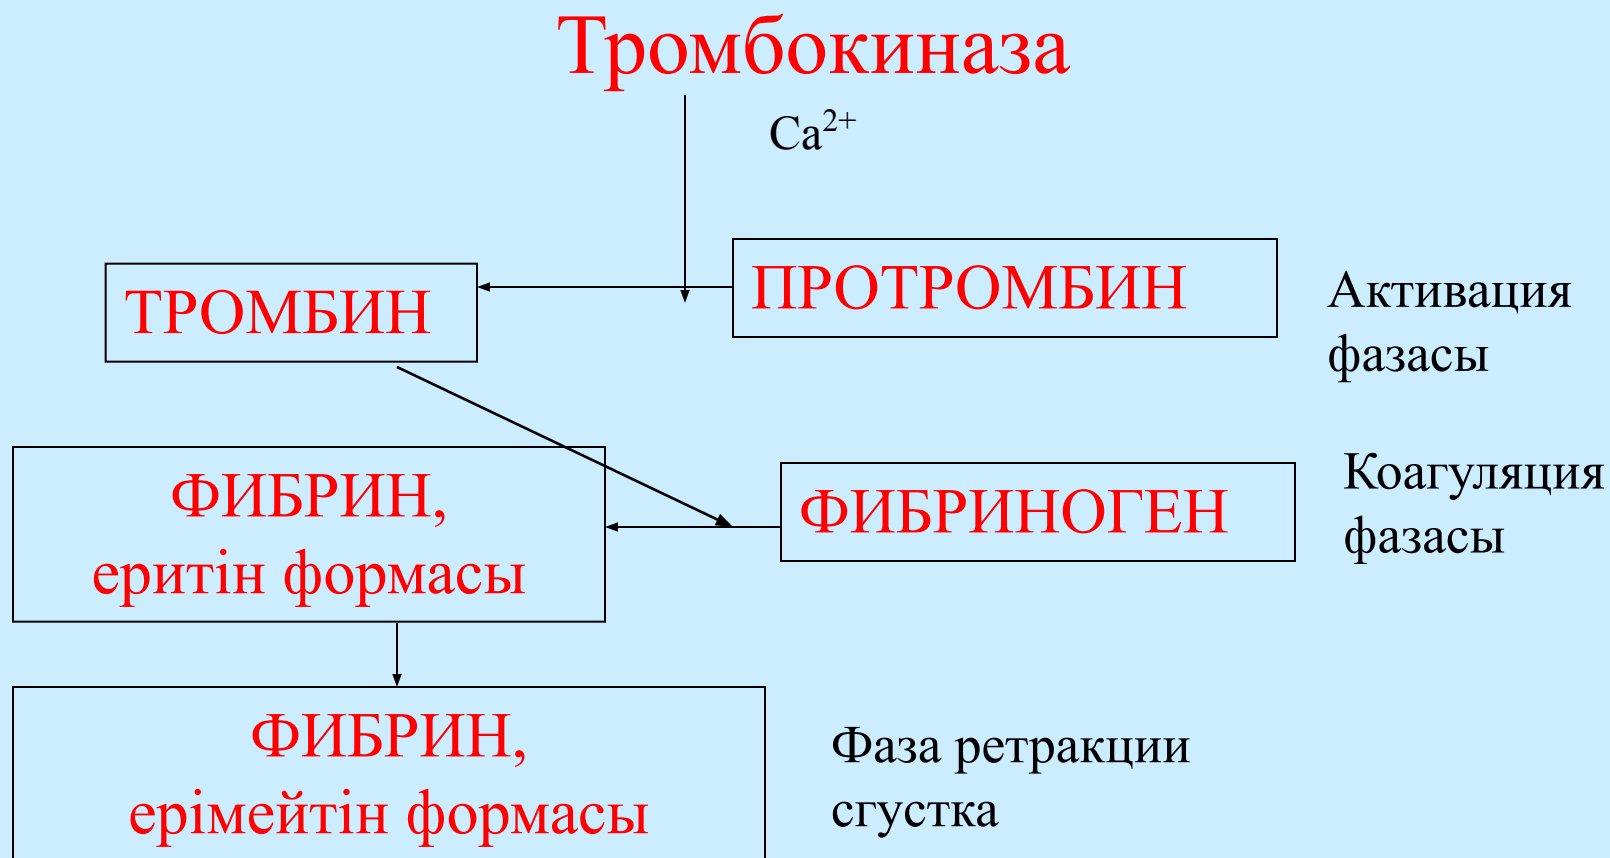 Тромбокиназа
Ca²⁺
ПРОТРОМБИН
ТРОМБИН
Активация
фазасы
ФИБРИН,
еритін формасы
ФИБРИНОГЕН
Коагуляция
фазасы
ФИБРИН,
ерімейтін формасы
Фаза ретракции
сгустка